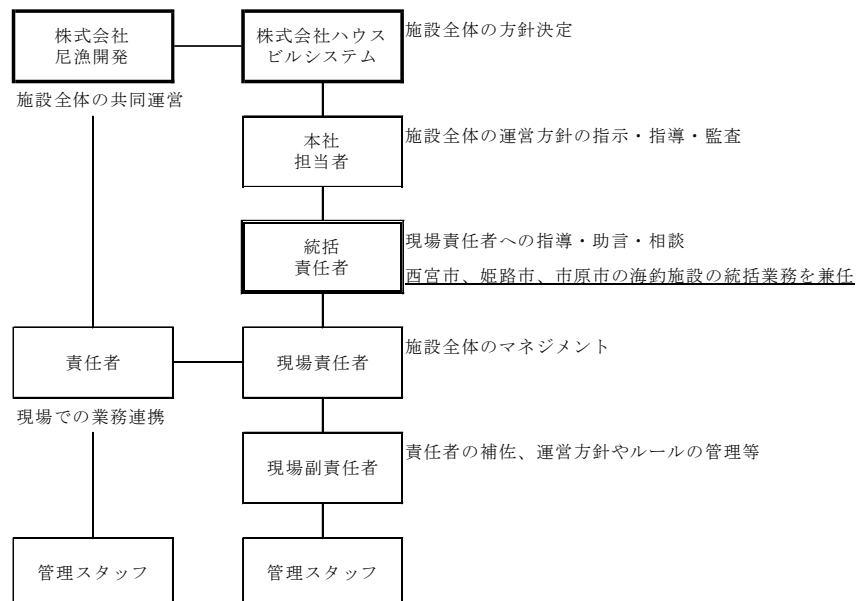 株式会社
尼漁開発
株式会社ハウス
ビルシステム
施設全体の方針決定
施設全体の共同運営
本社
担当者
施設全体の運営方針の指示・指導・監査
統括
責任者
現場責任者への指導・助言・相談
西宮市、姫路市、市原市の海釣施設の統括業務を兼任
責任者
現場責任者
施設全体のマネジメント
現場での業務連携
現場副責任者
責任者の補佐、運営方針やルールの管理等
管理スタッフ
管理スタッフ